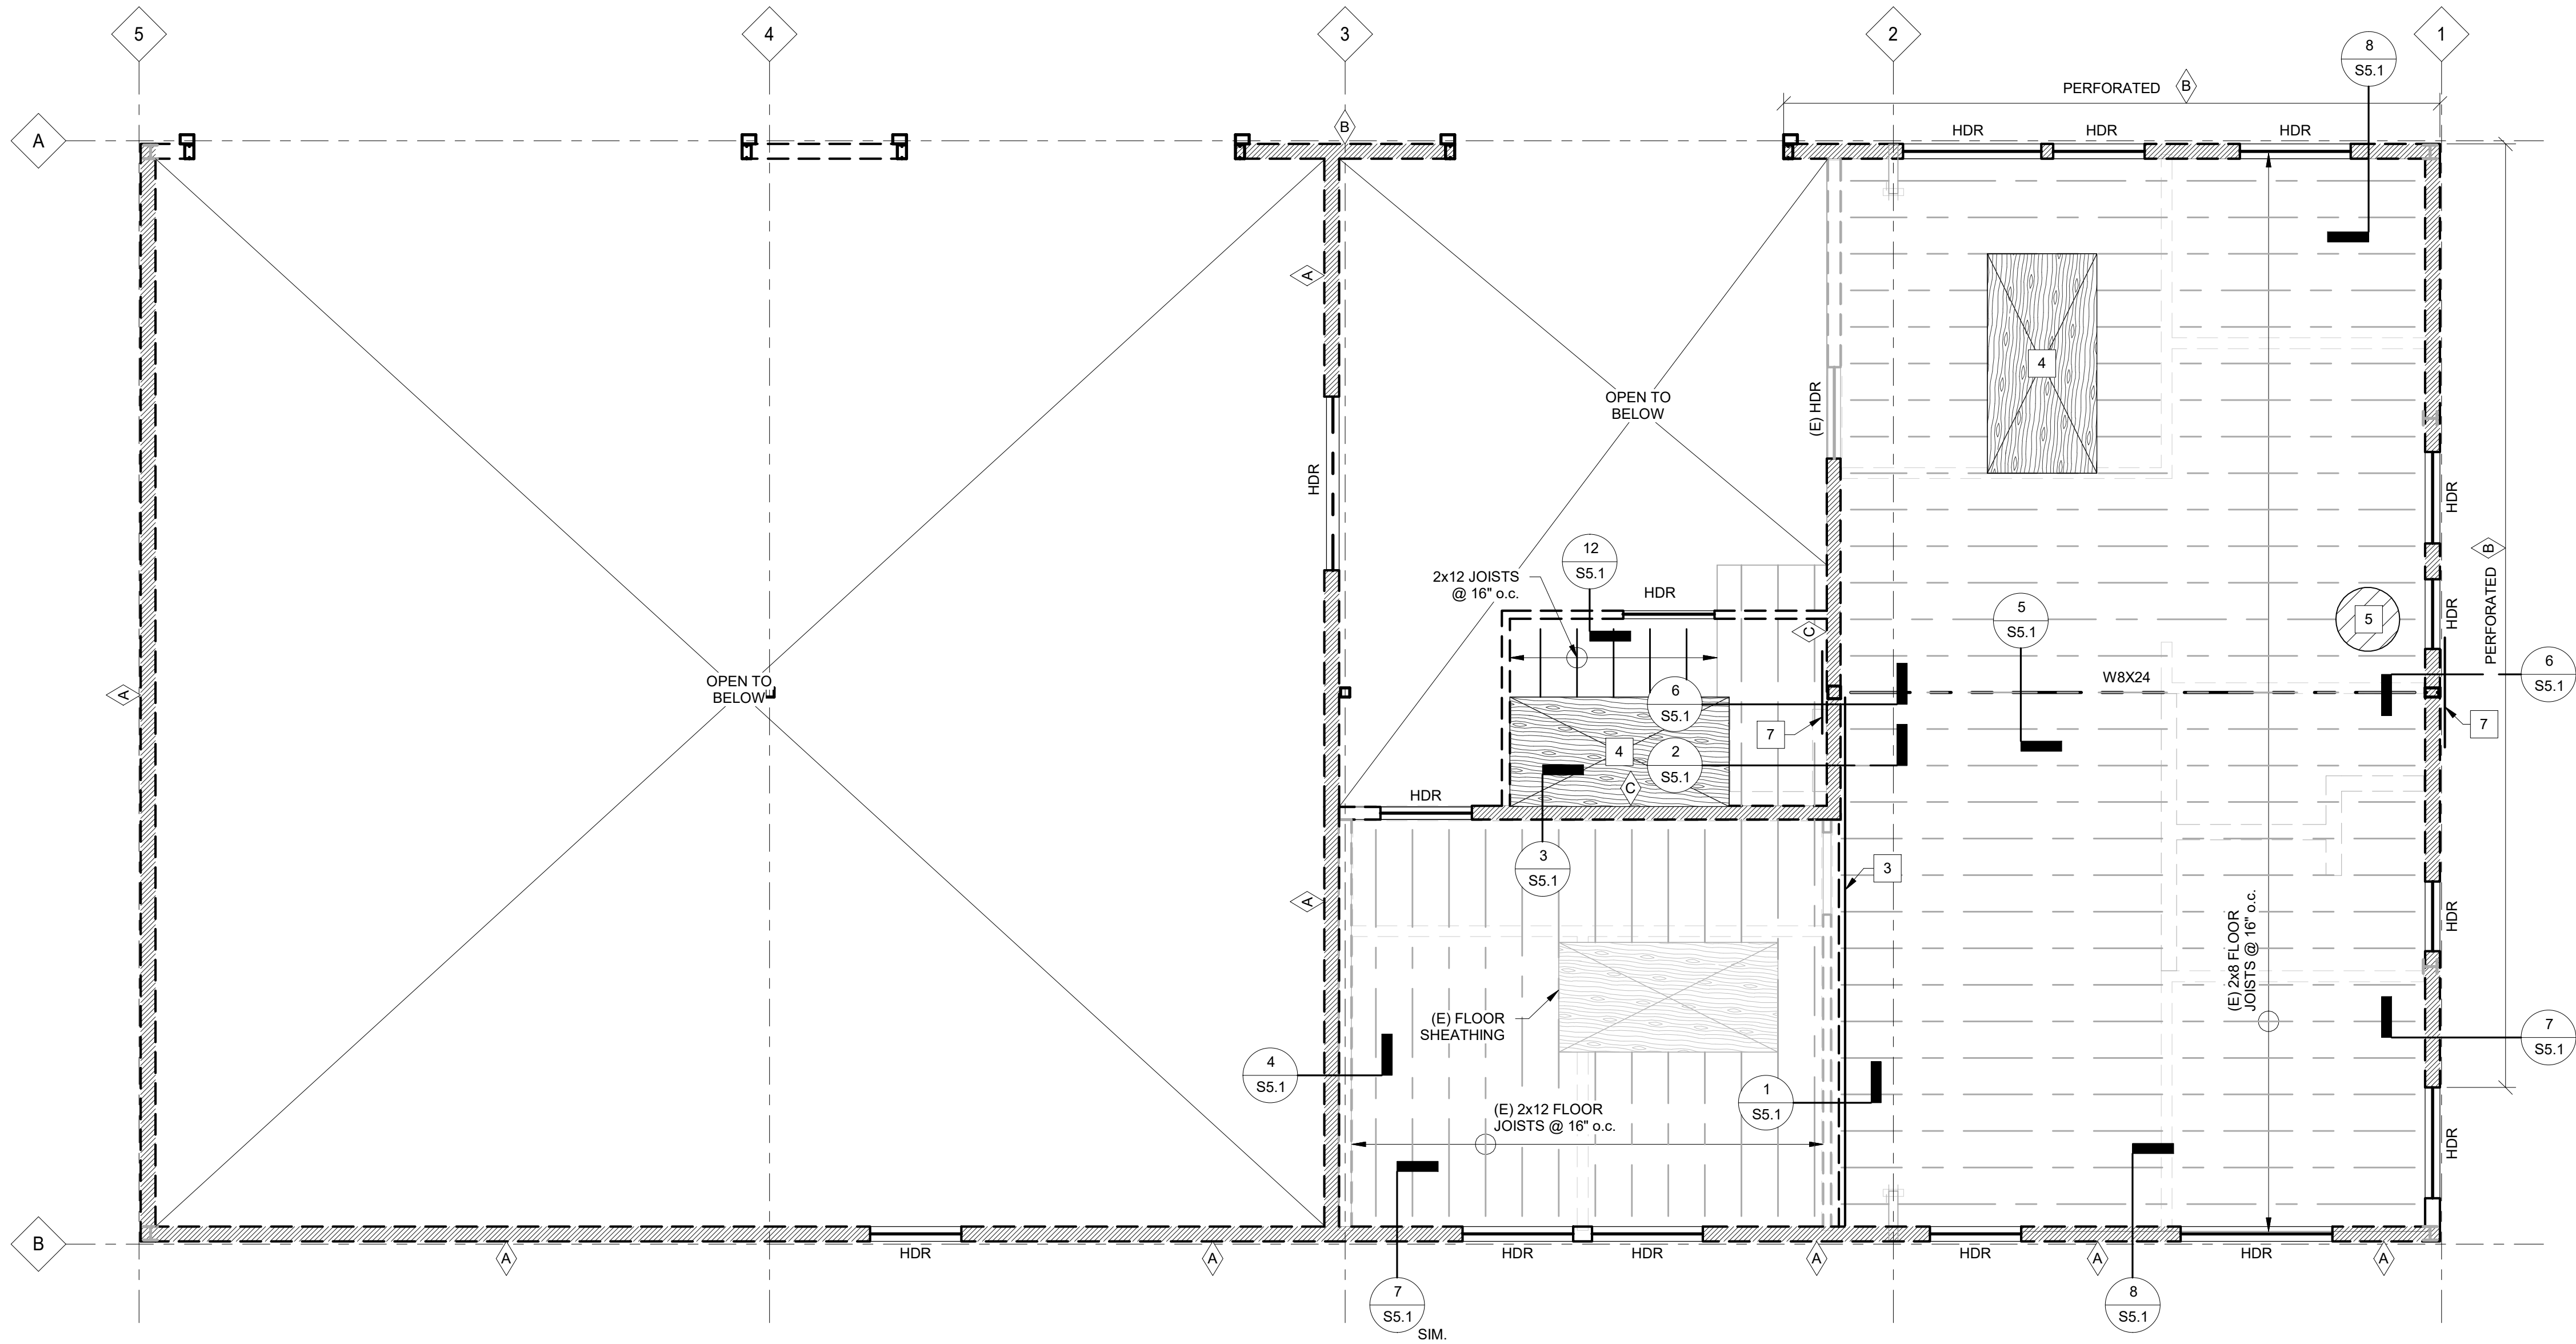 5
4
3
2
1
8
S5.1
PERFORATED
B
B
A
HDR
HDR
HDR
A
4
OPEN TO
BELOW
(E) HDR
HDR
HDR
B
PERFORATED
12
S5.1
2x12 JOISTS
@ 16" o.c.
HDR
C
5
S5.1
5
HDR
6
S5.1
W8X24
6
S5.1
7
7
OPEN TO
BELOW
A
4
2
S5.1
C
HDR
3
S5.1
3
A
HDR
(E) 2x8 FLOOR
JOISTS @ 16" o.c.
(E) FLOOR
SHEATHING
4
S5.1
7
S5.1
1
S5.1
(E) 2x12 FLOOR
JOISTS @ 16" o.c.
HDR
B
HDR
HDR
HDR
HDR
HDR
A
A
A
A
A
7
S5.1
SIM.
8
S5.1